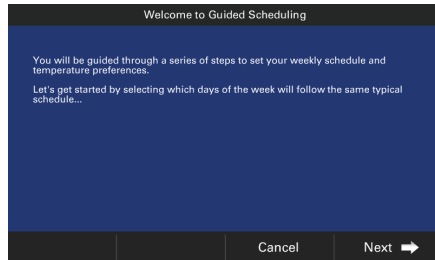 Welcome to Guided Scheduling
You will be guided through a series of steps to set your weekly schedule and
temperature preferences.
Let's get started by selecting which days of the week will follow the same typical
schedule...
Cancel
Next